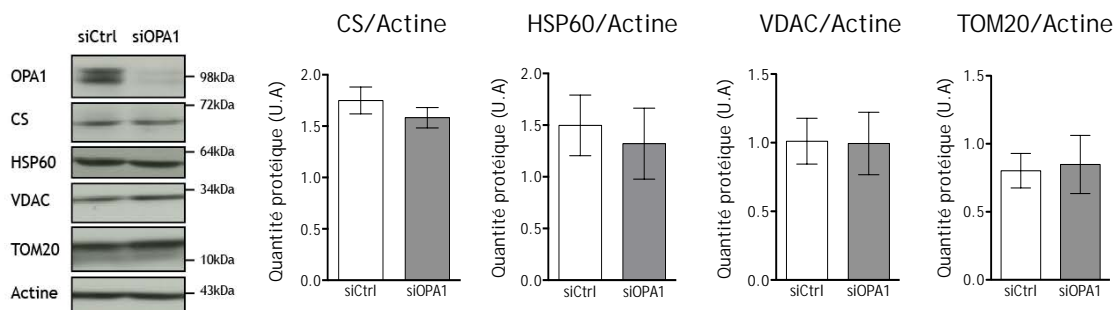 siCtrl siOPA1
OPA1
98kDa
72kDa
CS
64kDa
HSP60
34kDa
VDAC
TOM20
10kDa
Actine
43kDa
CS/Actine
Quantité protéique (U.A)
2.0
1.5
1.0
0.5
0.0
siCtrl siOPA1
HSP60/Actine
Quantité protéique (U.A)
2.0
1.5
1.0
0.5
0.0
siCtrl siOPA1
VDAC/Actine
Quantité protéique (U.A)
1.5
1.0
0.5
0.0
siCtrl siOPA1
TOM20/Actine
Quantité protéique (U.A)
1.5
1.0
0.5
0.0
siCtrl siOPA1